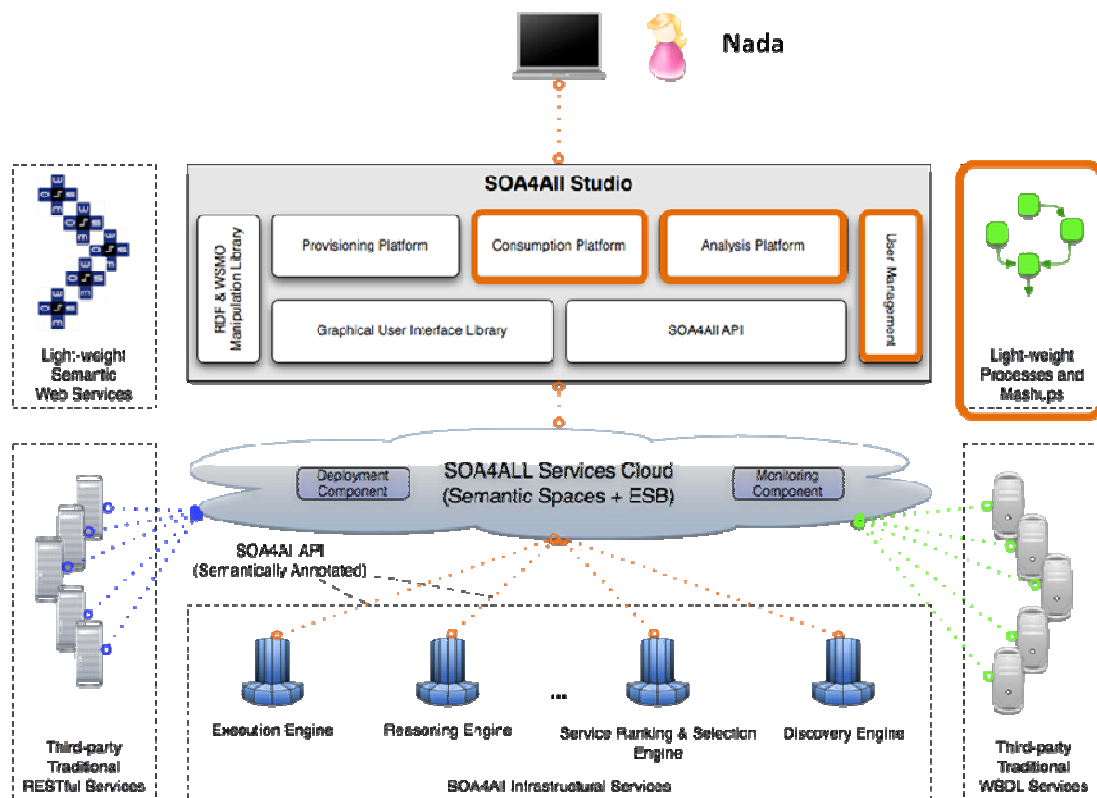 Nada
SOA4All Studio
RDF & WSMO
Manipulation Library
Provisioning Platform
Consumption Platform
Analysis Platform
User Management
Graphical User Interface Library
SOA4All API
Light-weight
Semantic
Web Services
Light-weight
Processes and
Mashups
SOA4ALL Services Cloud
(Semantic Spaces + ESB)
Deployment
Component
Monitoring
Component
SOA4All API
(Semantically Annotated)
Execution Engine
Reasoning Engine
...
Service Ranking & Selection
Engine
Discovery Engine
SOA4All Infrastructural Services
Third-party
Traditional
RESTful Services
Third-party
Traditional
WSDL Services